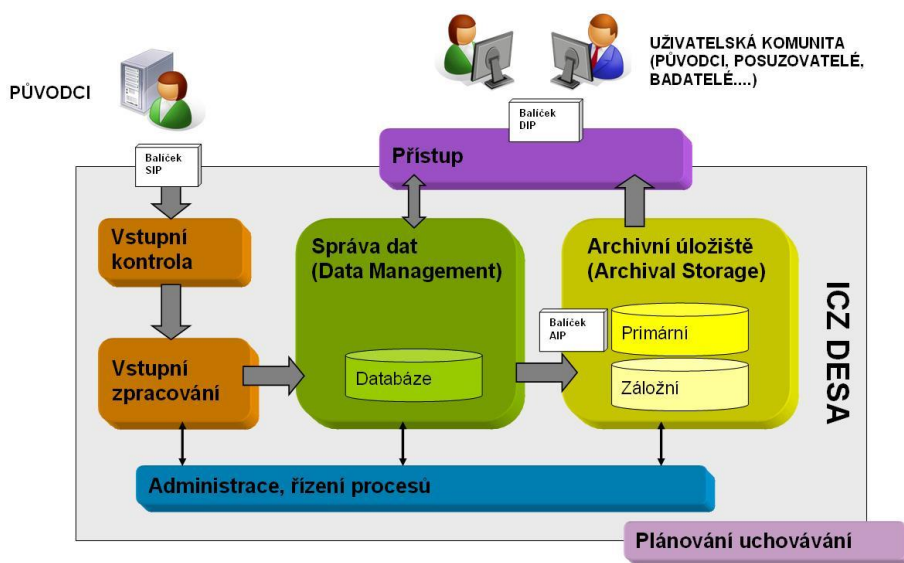 UŽIVATELSKÁ KOMUNITA
(PŮVODCI, POSUZOVATELÉ,
BADATELÉ....)
PŮVODCI
Balíček
DIP
Přístup
Balíček
SIP
Vstupní
kontrola
Správa dat
(Data Management)
Archivní úložiště
(Archival Storage)
ICZ DESA
Balíček
AIP
Primární
Vstupní
zpracování
Databáze
Záložní
Administrace, řízení procesů
Plánování uchovávání